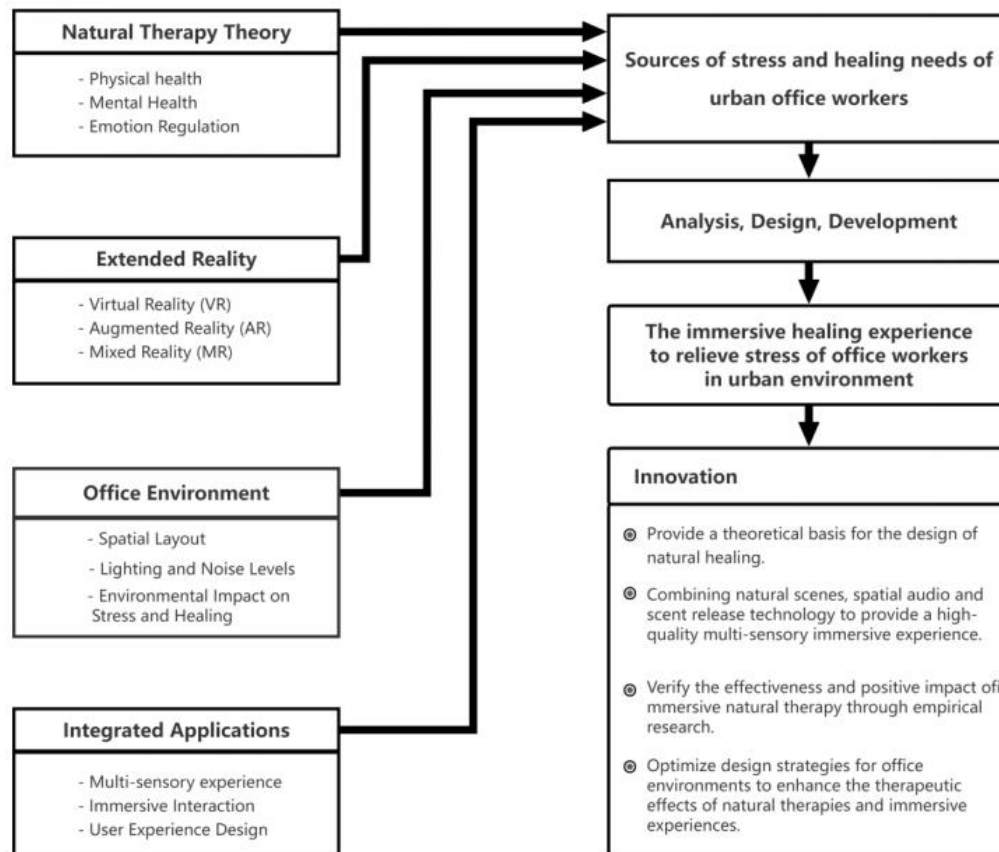 Natural Therapy Theory
- Physical health
- Mental Health
- Emotion Regulation
Extended Reality
- Virtual Reality (VR)
- Augmented Reality (AR)
- Mixed Reality (MR)
Office Environment
- Spatial Layout
- Lighting and Noise Levels
- Environmental Impact on
Stress and Healing
Integrated Applications
- Multi-sensory experience
- Immersive Interaction
- User Experience Design
Sources of stress and healing needs of
urban office workers
Analysis, Design, Development
The immersive healing experience
to relieve stress of office workers
in urban environment
Innovation
Provide a theoretical basis for the design of
natural healing.
Combining natural scenes, spatial audio and
scent release technology to provide a high-
quality multi-sensory immersive experience.
Verify the effectiveness and positive impact ofi
mmersive natural therapy through empirical
research.
Optimize design strategies for office
environments to enhance the therapeutic
effects of natural therapies and immersive
experiences.